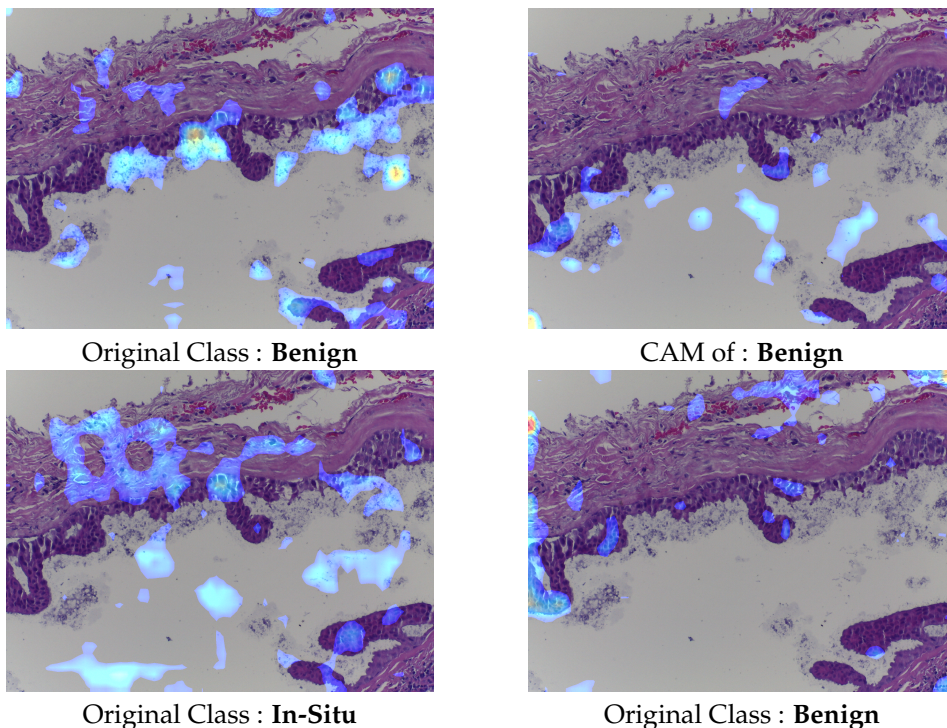 Original Class : Benign
CAM of : Benign
Original Class : In-Situ
Original Class : Benign